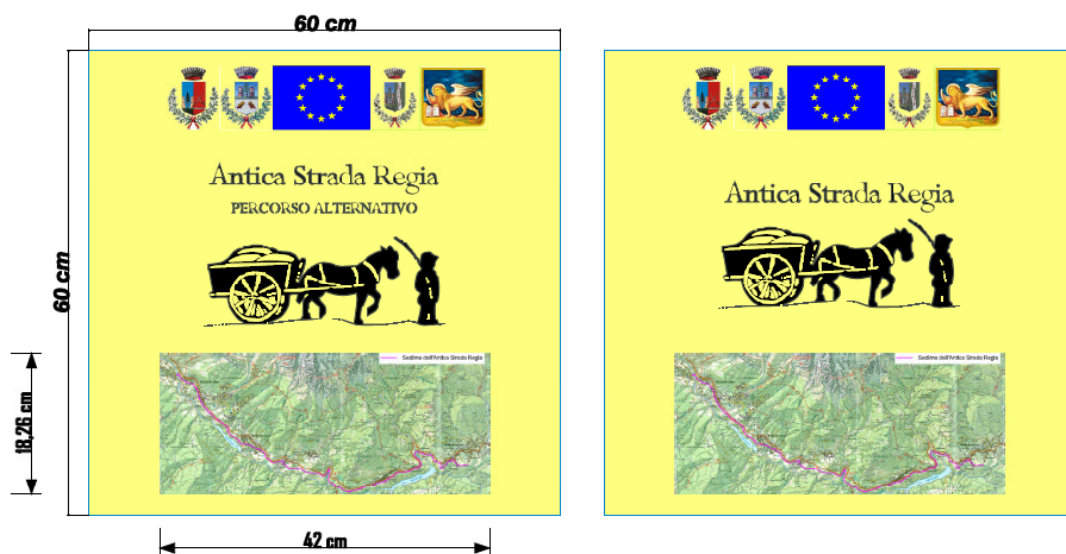 60 cm
60 cm
Antica Strada Regia
PERCORSO ALTERNATIVO
Sedime dell'Antica Strada Regia
18,26 cm
42 cm
Antica Strada Regia
Sedime dell'Antica Strada Regia